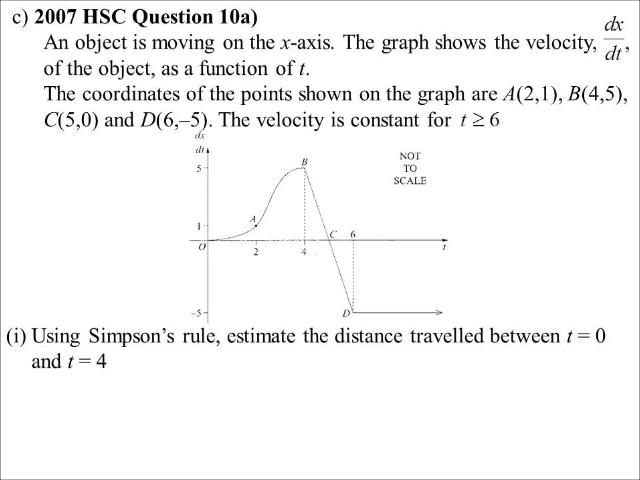 c) 2007 HSC Question 10a)
An object is moving on the x-axis. The graph shows the velocity, dx/dt,
of the object, as a function of t.
The coordinates of the points shown on the graph are A(2,1), B(4,5),
C(5,0) and D(6,–5). The velocity is constant for t ≥ 6
dx
dt
5
B
NOT
TO
SCALE
1
A
O
2
4
C
6
t
–5
D
(i) Using Simpson's rule, estimate the distance travelled between t = 0
and t = 4